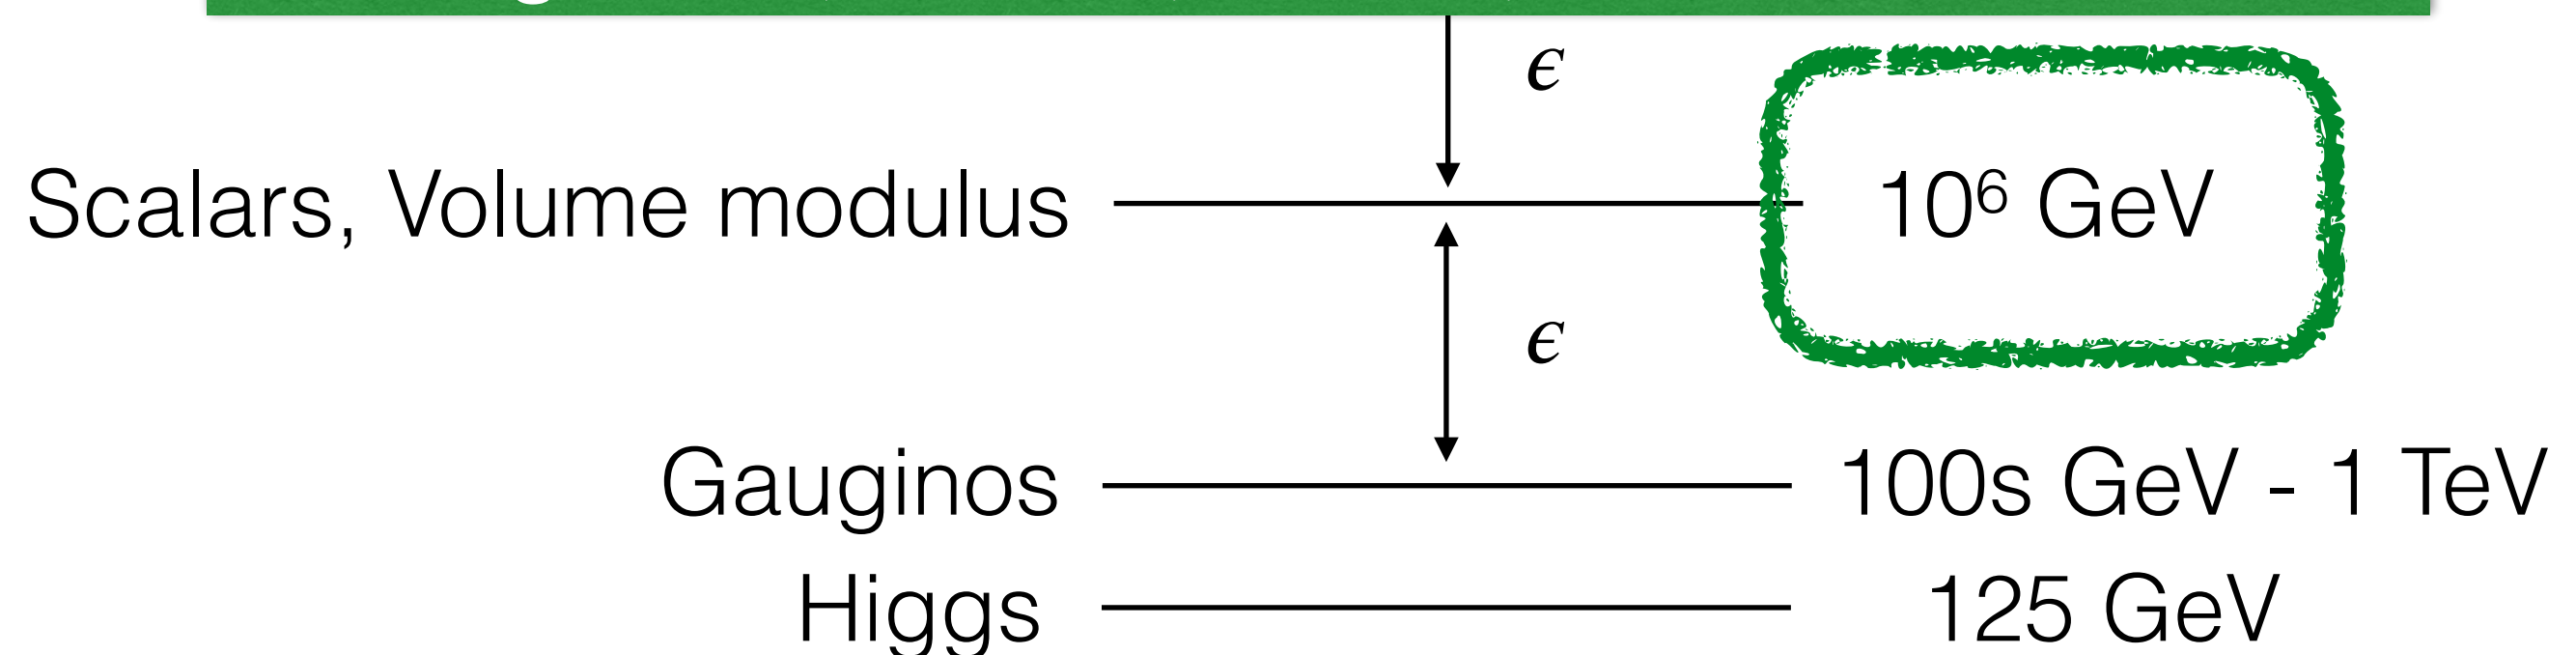 ϵ
Scalars, Volume modulus 10⁶ GeV
ϵ
Gauginos 100s GeV - 1 TeV
Higgs 125 GeV